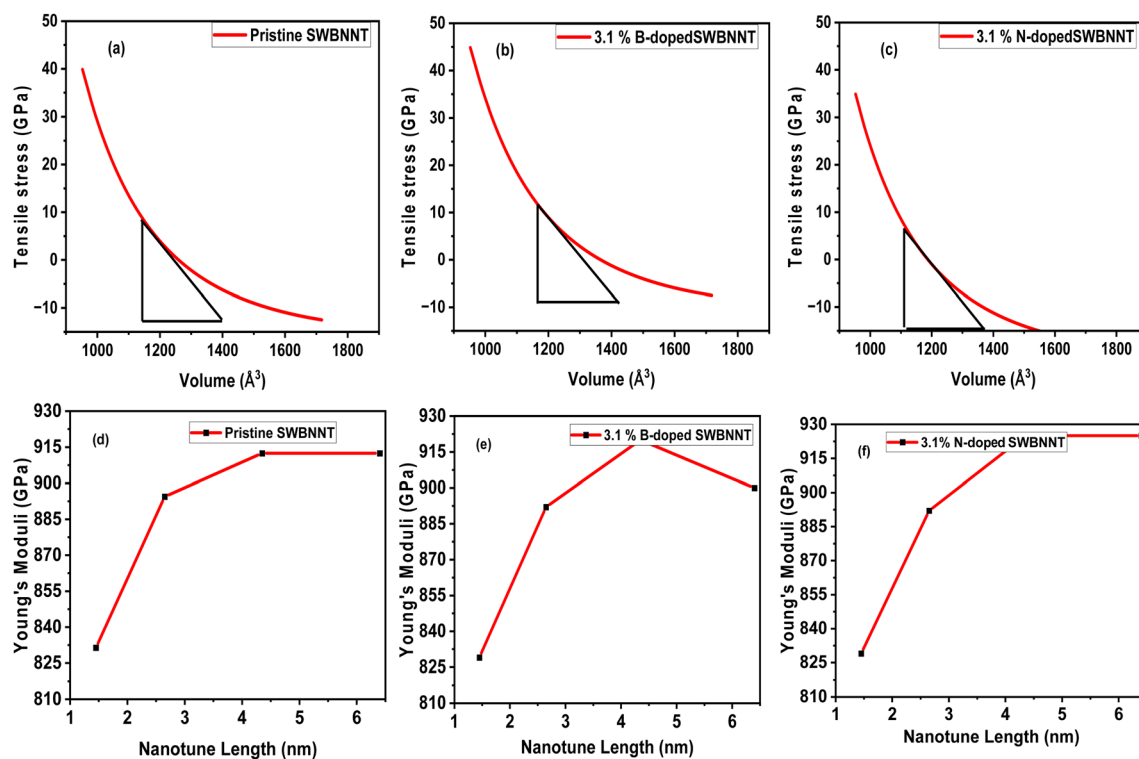 (a)
Pristine SWBNNT
50
40
30
20
10
0
−10
Tensile stress (GPa)
1000 1200 1400 1600 1800
Volume (Å³)
(b)
3.1 % B-dopedSWBNNT
50
40
30
20
10
0
−10
Tensile stress (GPa)
1000 1200 1400 1600 1800
Volume (Å³)
(c)
3.1 % N-dopedSWBNNT
50
40
30
20
10
0
−10
Tensile stress (GPa)
1000 1200 1400 1600 1800
Volume (Å³)
(d)
Pristine SWBNNT
930
915
900
885
870
855
840
825
810
Young's Moduli (GPa)
1 2 3 4 5 6
Nanotune Length (nm)
(e)
3.1 % B-doped SWBNNT
930
915
900
885
870
855
840
825
810
Young's Moduli (GPa)
1 2 3 4 5 6
Nanotune Length (nm)
(f)
3.1% N-doped SWBNNT
930
915
900
885
870
855
840
825
810
Young's Moduli (GPa)
1 2 3 4 5 6
Nanotune Length (nm)